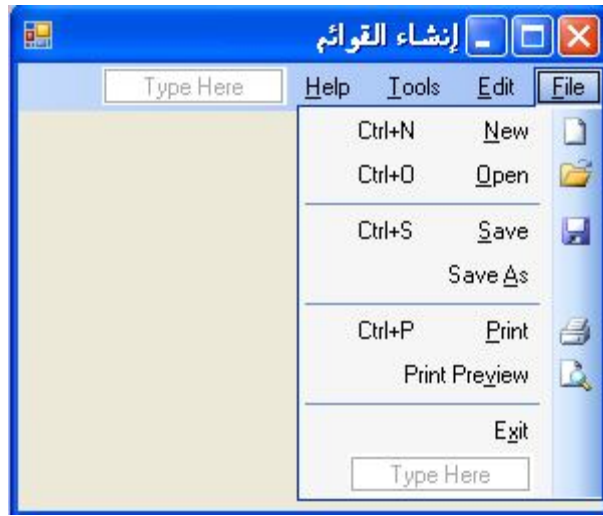 إنشاء القوائم
File Edit Tools Help Type Here
New Ctrl+N
Open Ctrl+O
Save Ctrl+S
Save As
Print Ctrl+P
Print Preview
Exit
Type Here